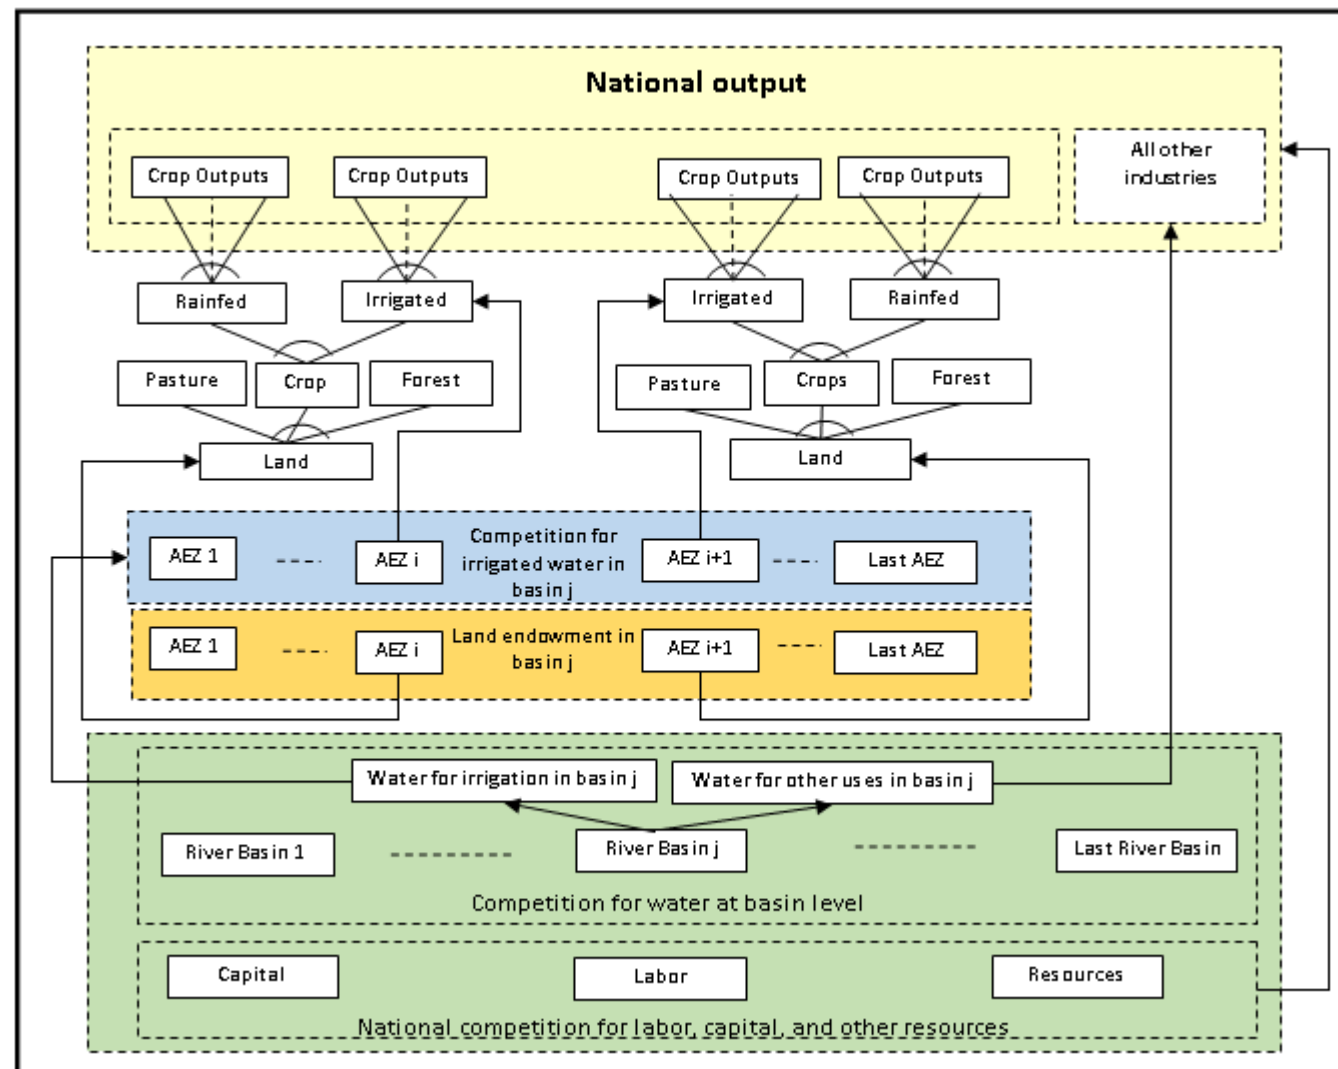 National output
Crop Outputs
Crop Outputs
Crop Outputs
Crop Outputs
All other
industries
Rainfed
Irrigated
Irrigated
Rainfed
Pasture
Crop
Forest
Pasture
Crops
Forest
Land
Land
AEZ 1
AEZ i
Competition for
irrigated water in
basin j
AEZ i+1
Last AEZ
AEZ 1
AEZ i
Land endowment in
basin j
AEZ i+1
Last AEZ
Water for irrigation in basin j
Water for other uses in basin j
River Basin 1
River Basin j
Last River Basin
Competition for water at basin level
Capital
Labor
Resources
National competition for labor, capital, and other resources